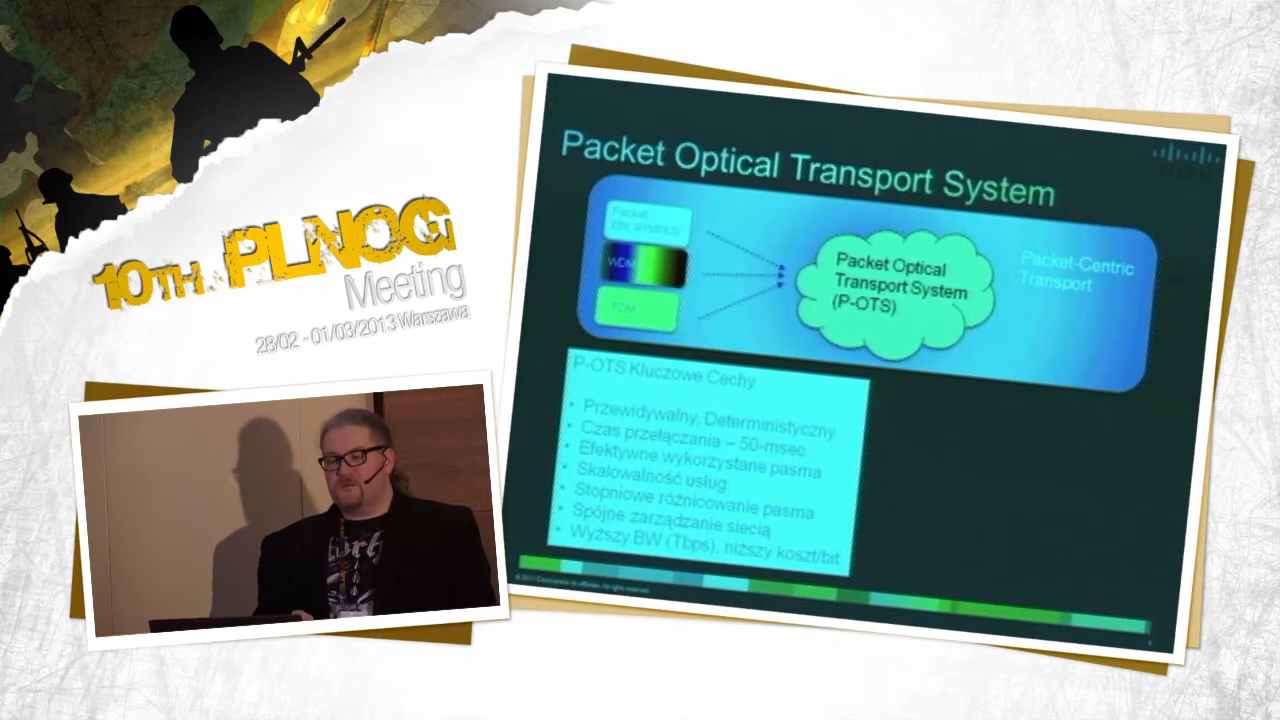 10TH PLNOG
Meeting
28/02 - 01/03/2013 Warszawa
Packet Optical Transport System
Packet
WDM
TDM
Packet Optical
Transport System
(P-OTS)
Packet-Centric
Transport
P-OTS Kluczowe Cechy
• Przewidywalny, Deterministyczny
• Czas przełączania – 50-msec
• Efektywne wykorzystane pasma
• Skalowalność usług
• Stopniowe różnicowanie pasma
• Spójne zarządzanie siecią
• Wyższy BW (Tbps), niższy koszt/bit